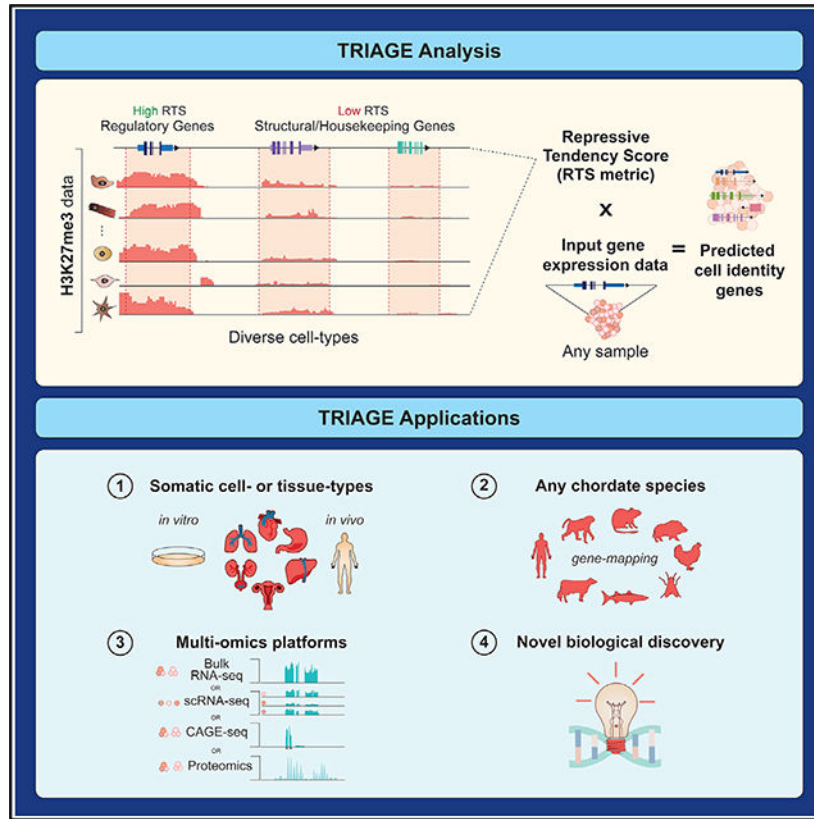 TRIAGE Analysis
High RTS
Regulatory Genes
Low RTS
Structural/Housekeeping Genes
H3K27me3 data
Diverse cell-types
Repressive
Tendency Score
(RTS metric)
X
Input gene
expression data
Any sample
=
Predicted
cell identity
genes
TRIAGE Applications
1 Somatic cell- or tissue-types
in vitro
in vivo
2 Any chordate species
gene-mapping
3 Multi-omics platforms
Bulk
RNA-seq
OR
scRNA-seq
OR
CAGE-seq
OR
Proteomics
4 Novel biological discovery